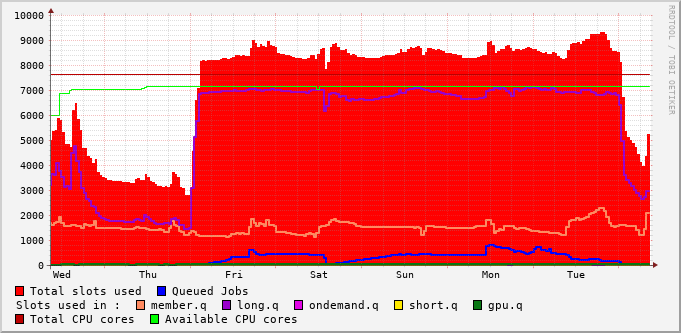 10000
9000
8000
7000
6000
5000
4000
3000
2000
1000
0
Wed Thu Fri Sat Sun Mon Tue
RRDTOOL / TOBI OETIKER
Total slots used Queued Jobs
Slots used in : member.q long.q ondemand.q short.q gpu.q
Total CPU cores Available CPU cores